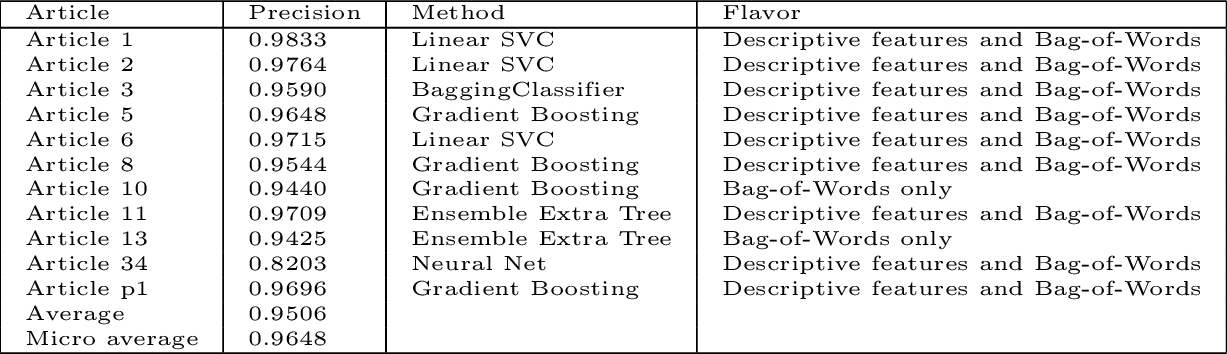 Article Precision Method Flavor
Article 1 0.9833 Linear SVC Descriptive features and Bag-of-Words
Article 2 0.9764 Linear SVC Descriptive features and Bag-of-Words
Article 3 0.9590 BaggingClassifier Descriptive features and Bag-of-Words
Article 5 0.9648 Gradient Boosting Descriptive features and Bag-of-Words
Article 6 0.9715 Linear SVC Descriptive features and Bag-of-Words
Article 8 0.9544 Gradient Boosting Descriptive features and Bag-of-Words
Article 10 0.9440 Gradient Boosting Bag-of-Words only
Article 11 0.9709 Ensemble Extra Tree Descriptive features and Bag-of-Words
Article 13 0.9425 Ensemble Extra Tree Bag-of-Words only
Article 34 0.8203 Neural Net Descriptive features and Bag-of-Words
Article p1 0.9696 Gradient Boosting Descriptive features and Bag-of-Words
Average 0.9506
Micro average 0.9648